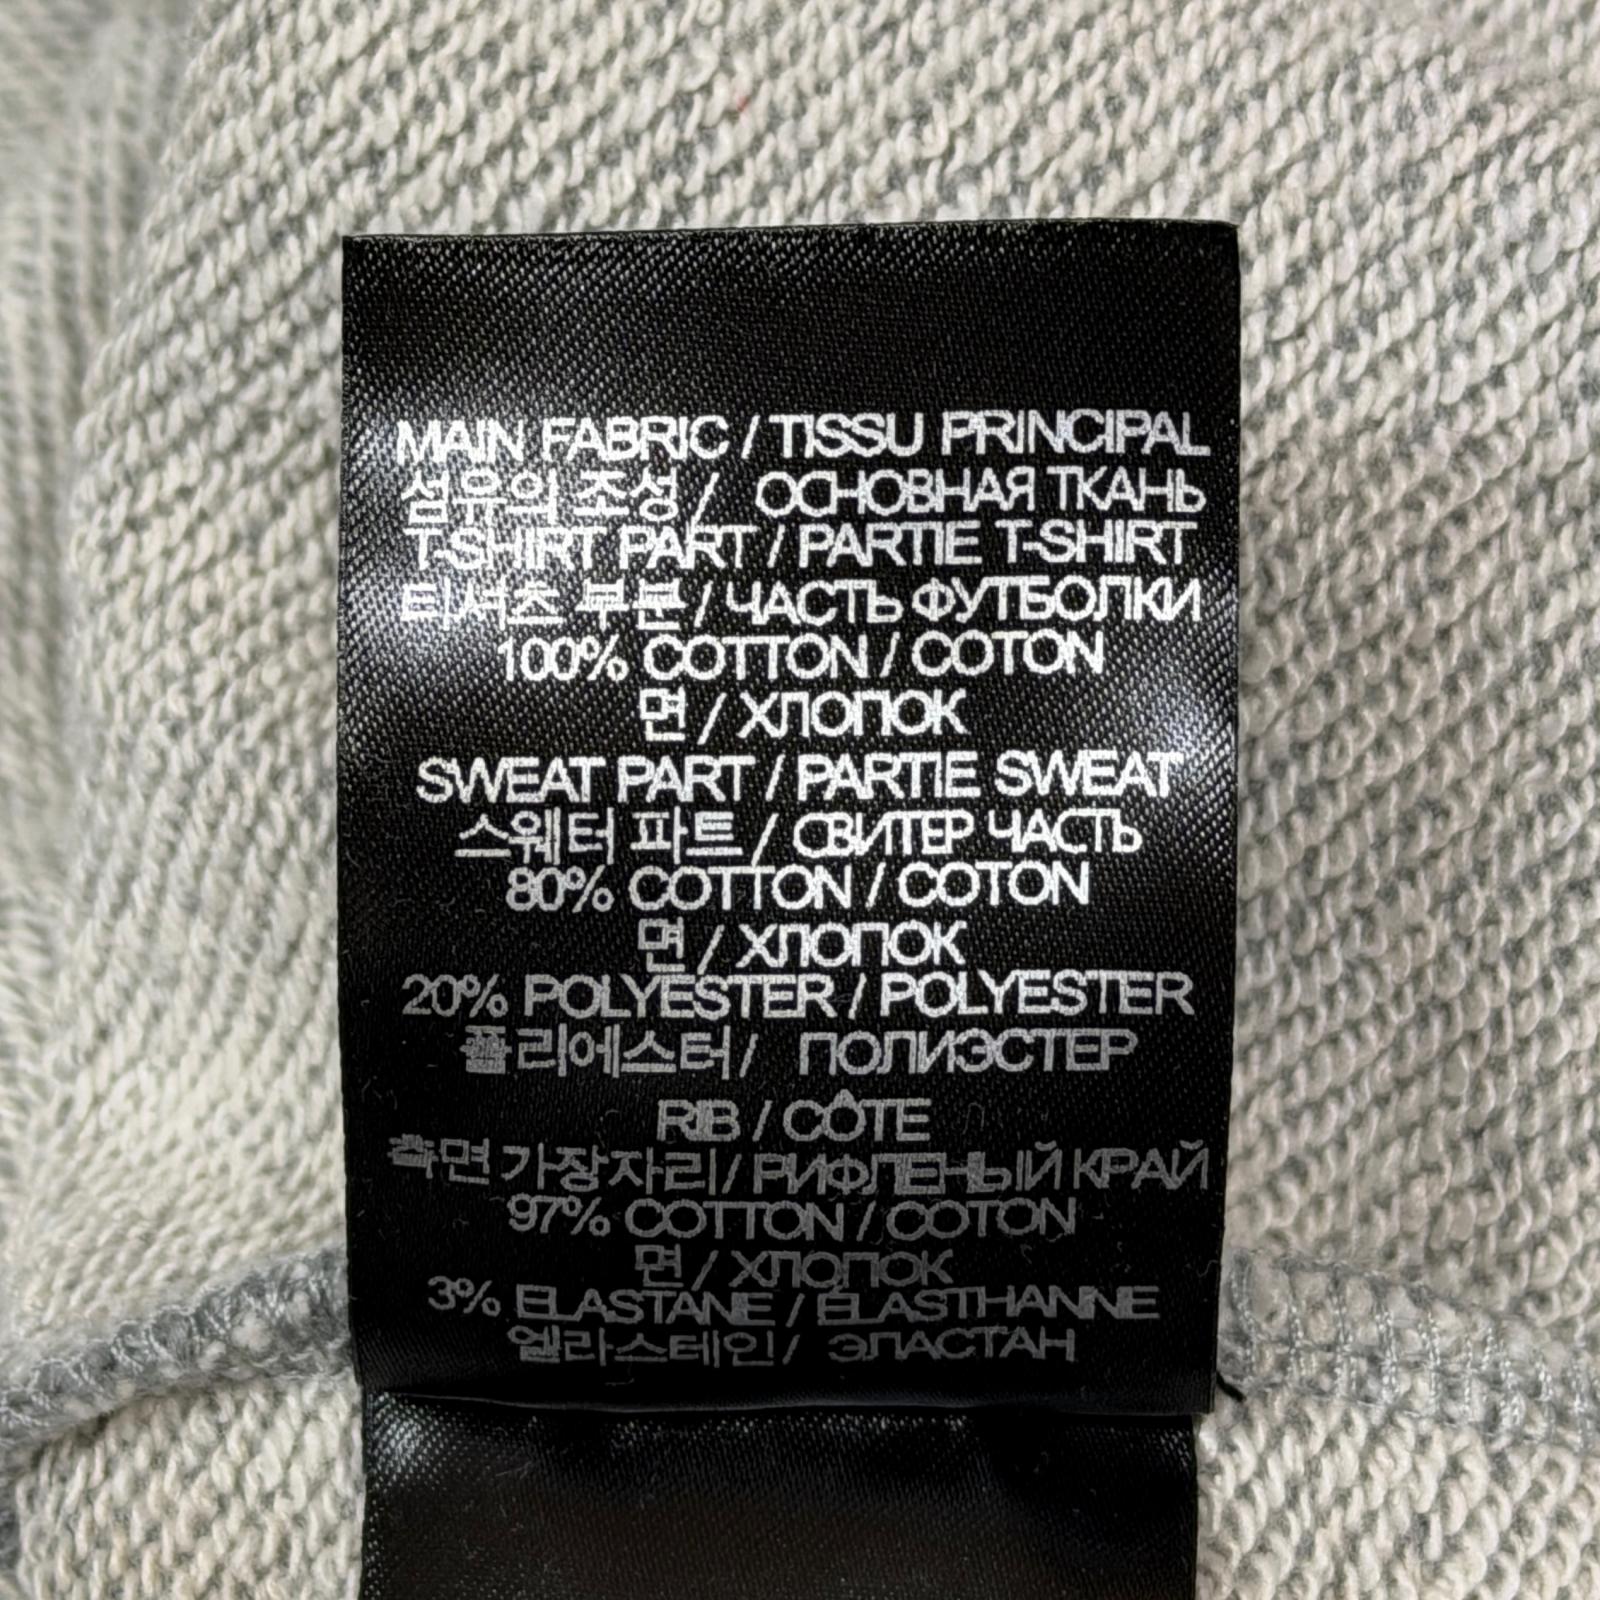 MAIN FABRIC / TISSU PRINCIPAL
섬유의 조성 / ОСНОВНАЯ ТКАНЬ
T-SHIRT PART / PARTIE T-SHIRT
티셔츠 부분 / ЧАСТЬ ФУТБОЛКИ
100% COTTON / COTON
면 / ХЛОПОК
SWEAT PART / PARTIE SWEAT
스웨터 파트 / СВИТЕР ЧАСТЬ
80% COTTON / COTON
면 / ХЛОПОК
20% POLYESTER / POLYESTER
폴리에스터 / ПОЛИЭСТЕР
RIB / CÔTE
측면 가장자리 / РИФЛЕНЫЙ КРАЙ
97% COTTON / COTON
면 / ХЛОПОК
3% ELASTANE / ÉLASTHANNE
엘라스테인 / ЭЛАСТАН